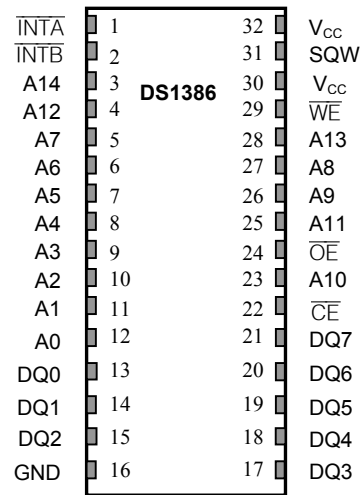 INTA 1 32 VCC
INTB 2 31 SQW
A14 3 30 VCC
A12 4 DS1386 29 WE
A7 5 28 A13
A6 6 27 A8
A5 7 26 A9
A4 8 25 A11
A3 9 24 OE
A2 10 23 A10
A1 11 22 CE
A0 12 21 DQ7
DQ0 13 20 DQ6
DQ1 14 19 DQ5
DQ2 15 18 DQ4
GND 16 17 DQ3